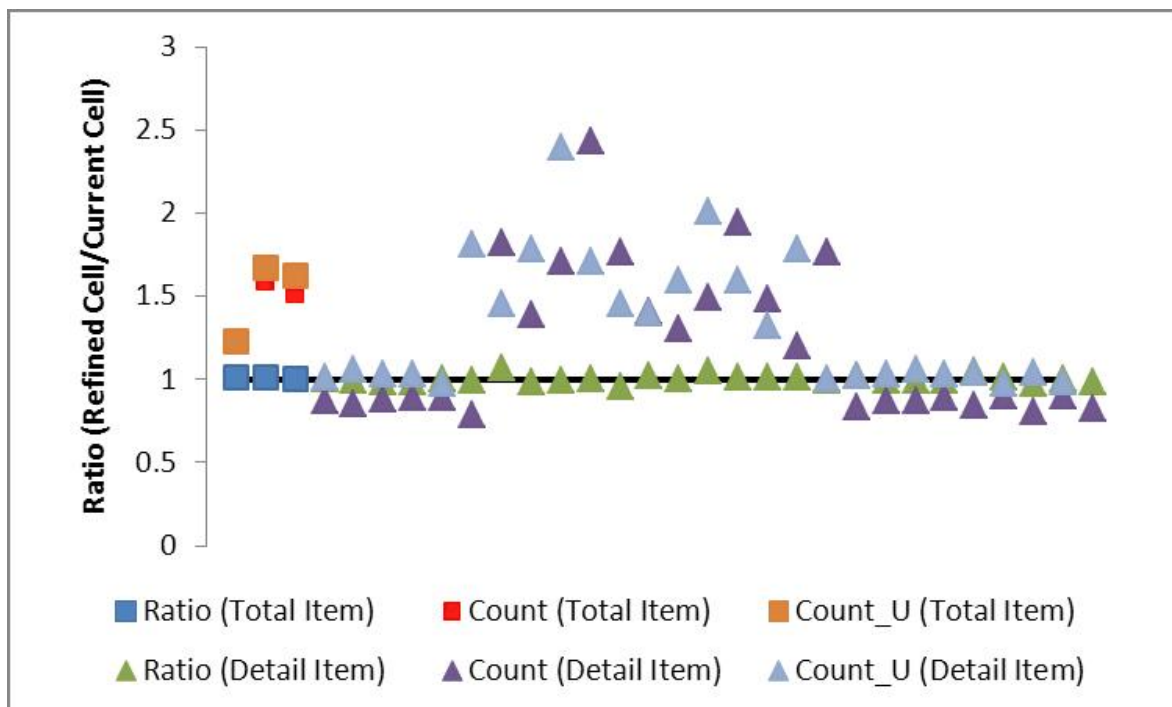 Ratio (Refined Cell/Current Cell)
3
2.5
2
1.5
1
0.5
0
Ratio (Total Item) Count (Total Item) Count_U (Total Item)
Ratio (Detail Item) Count (Detail Item) Count_U (Detail Item)